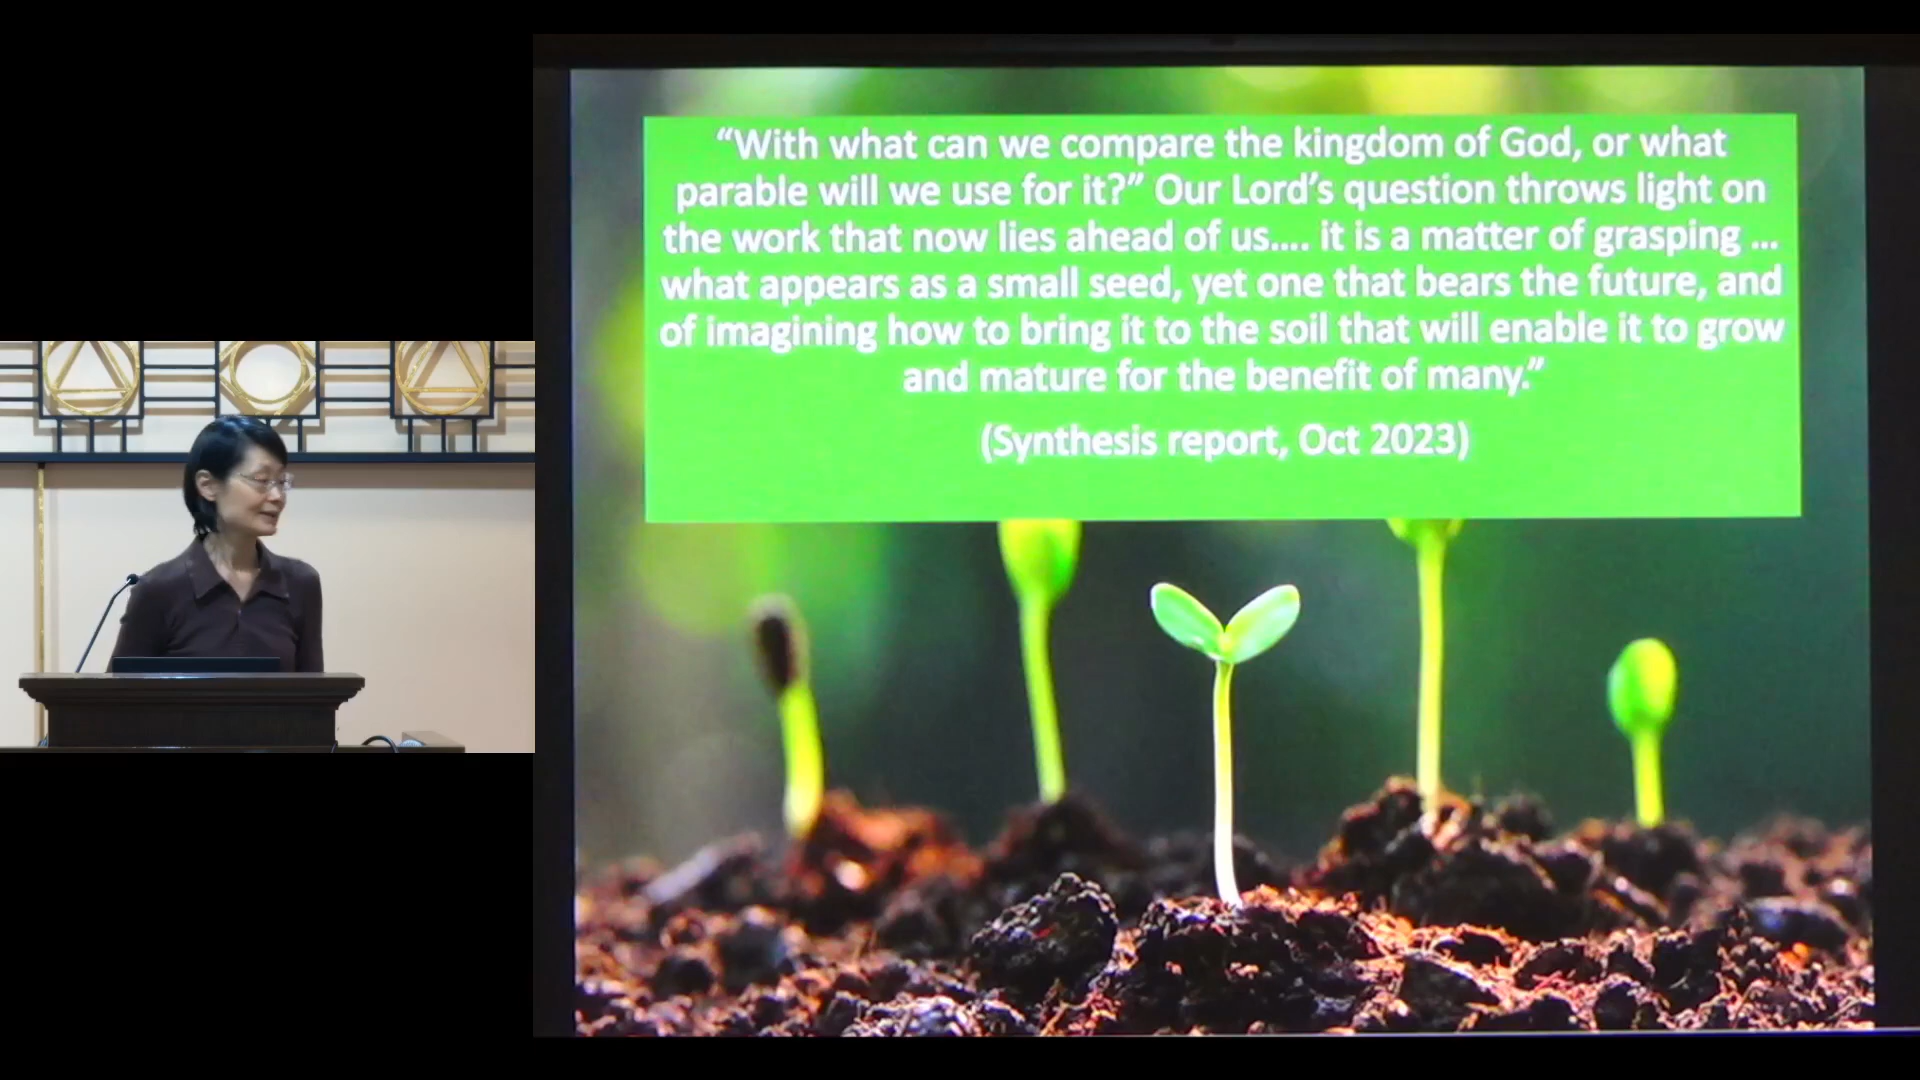 “With what can we compare the kingdom of God, or what
parable will we use for it?” Our Lord’s question throws light on
the work that now lies ahead of us…. it is a matter of grasping …
what appears as a small seed, yet one that bears the future, and
of imagining how to bring it to the soil that will enable it to grow
and mature for the benefit of many.”
(Synthesis report, Oct 2023)